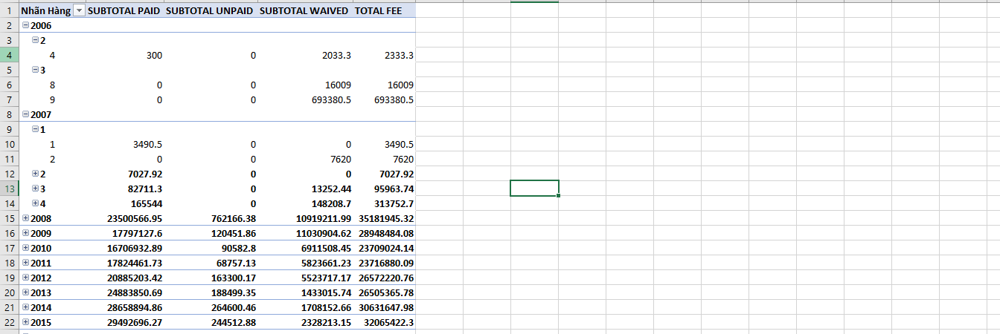 1 Nhãn Hàng SUBTOTAL PAID SUBTOTAL UNPAID SUBTOTAL WAIVED TOTAL FEE
2 2006
3 2
4 4 300 0 2033.3 2333.3
5 3
6 8 0 0 16009 16009
7 9 0 0 693380.5 693380.5
8 2007
9 1
10 1 3490.5 0 0 3490.5
11 2 0 0 7620 7620
12 2 7027.92 0 0 7027.92
13 3 82711.3 0 13252.44 95963.74
14 4 165544 0 148208.7 313752.7
15 2008 23500566.95 762166.38 10919211.99 35181945.32
16 2009 17797127.6 120451.86 11030904.62 28948484.08
17 2010 16706932.89 90582.8 6911508.45 23709024.14
18 2011 17824461.73 68757.13 5823661.23 23716880.09
19 2012 20885203.42 163300.17 5523717.17 26572220.76
20 2013 24883850.69 188499.35 1433015.74 26505365.78
21 2014 28658894.86 264600.46 1708152.66 30631647.98
22 2015 29492696.27 244512.88 2328213.15 32065422.3